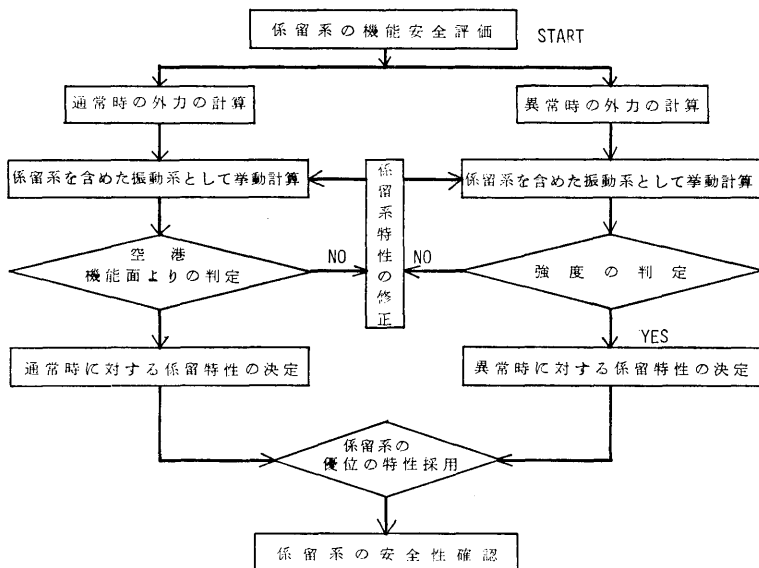 係留系の機能安全評価
START
通常時の外力の計算
異常時の外力の計算
係留系を含めた振動系として挙動計算
係留系特性の修正
係留系を含めた振動系として挙動計算
空港
機能面よりの判定
NO
NO
強度の判定
YES
通常時に対する係留特性の決定
異常時に対する係留特性の決定
係留系の
優位の特性採用
係留系の安全性確認